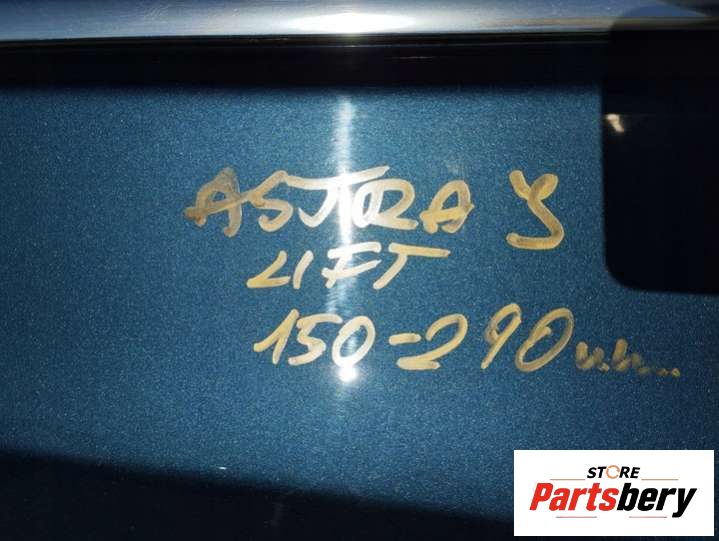 ASTRA J
LIFT
150-290
STORE
Partsbery